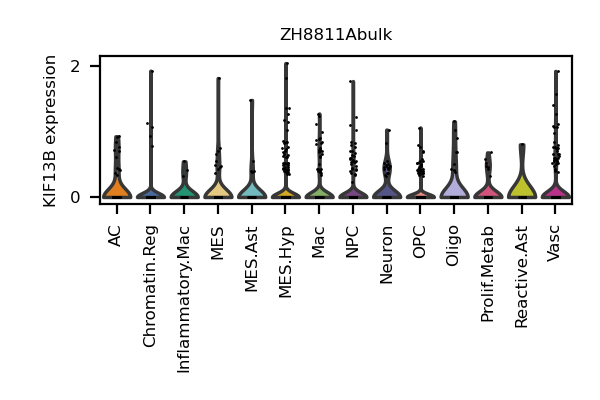 ZH8811Abulk
KIF13B expression
2
0
AC
Chromatin.Reg
Inflammatory.Mac
MES
MES.Ast
MES.Hyp
Mac
NPC
Neuron
OPC
Oligo
Prolif.Metab
Reactive.Ast
Vasc